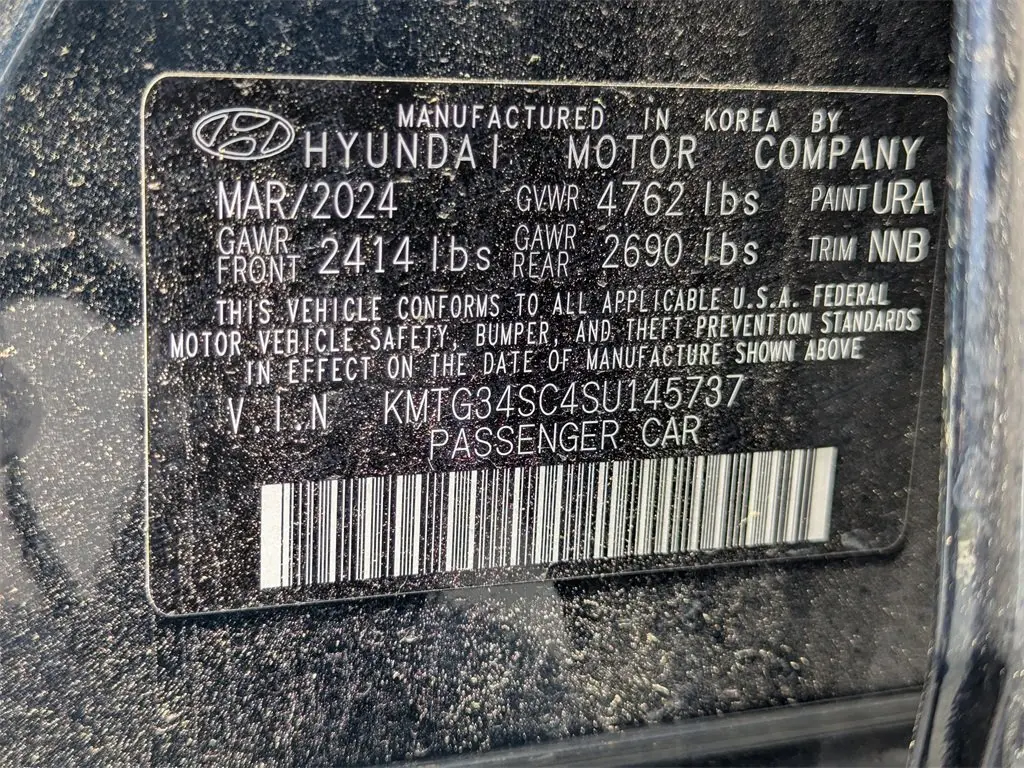 MANUFACTURED IN KOREA BY
HYUNDAI MOTOR COMPANY
MAR/2024 GVWR 4762 lbs PAINT URA
GAWR FRONT 2414 lbs GAWR REAR 2690 lbs TRIM NNB
THIS VEHICLE CONFORMS TO ALL APPLICABLE U.S.A. FEDERAL
MOTOR VEHICLE SAFETY, BUMPER, AND THEFT PREVENTION STANDARDS
IN EFFECT ON THE DATE OF MANUFACTURE SHOWN ABOVE
V.I.N KMTG34SC4SU145737
PASSENGER CAR